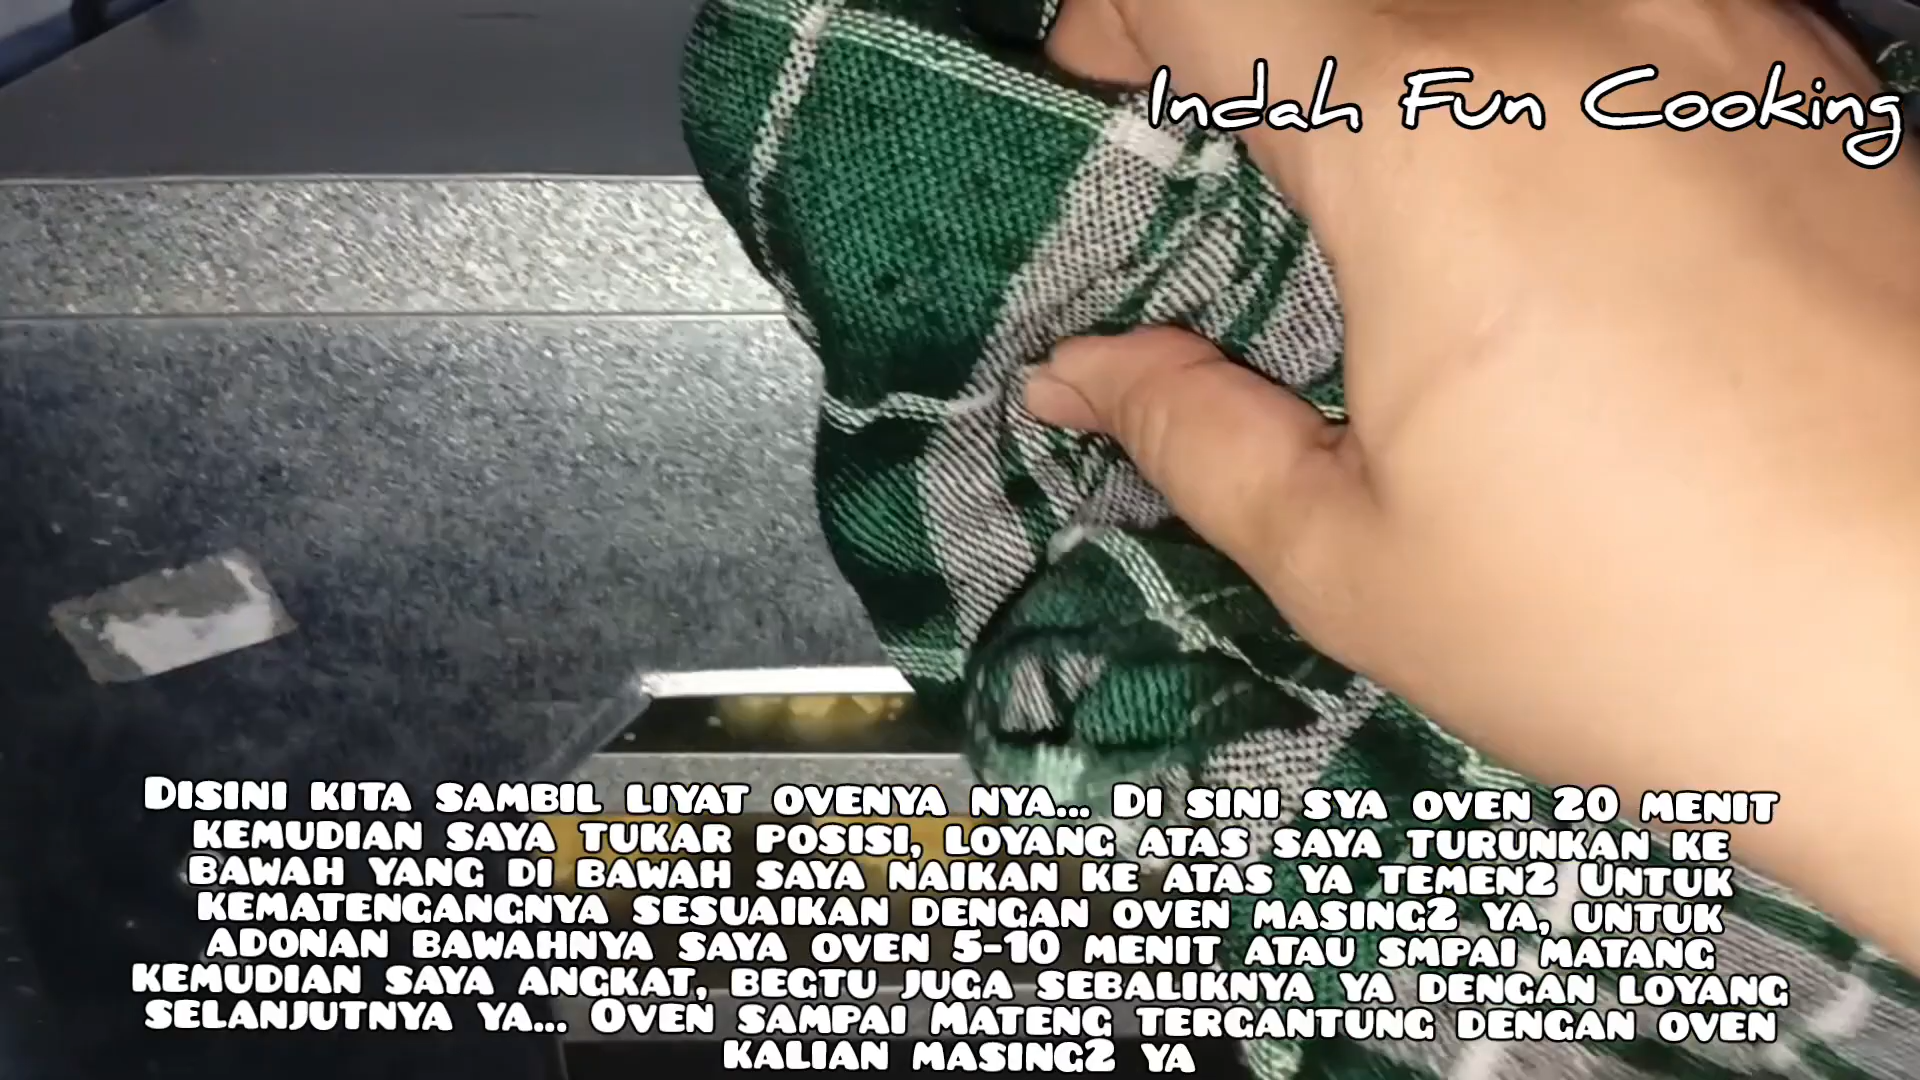 Indah Fun Cooking
Disini kita sambil liyat ovenya nya... Di sini sya oven 20 menit
kemudian saya tukar posisi, loyang atas saya turunkan ke
bawah yang di bawah saya naikan ke atas ya temen2 Untuk
kematengangnya sesuaikan dengan oven masing2 ya, untuk
adonan bawahnya saya oven 5-10 menit atau smpai matang
kemudian saya angkat, begtu juga sebaliknya ya dengan loyang
selanjutnya ya... Oven sampai Mateng tergantung dengan oven
kalian masing2 ya